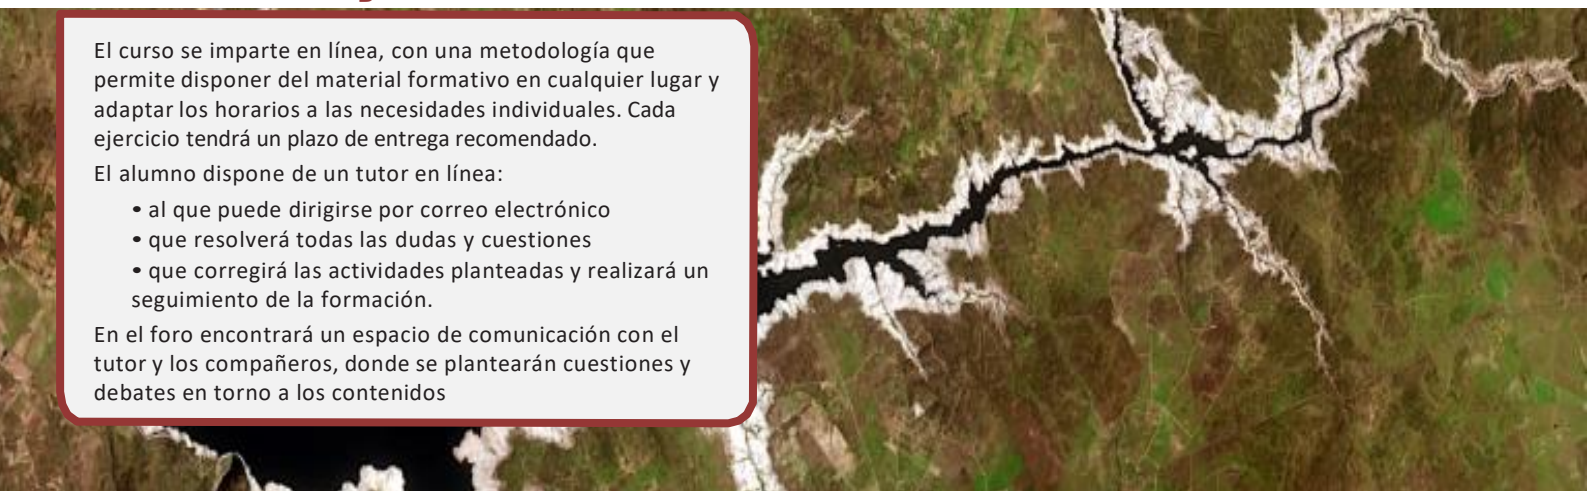 El curso se imparte en línea, con una metodología que
permite disponer del material formativo en cualquier lugar y
adaptar los horarios a las necesidades individuales. Cada
ejercicio tendrá un plazo de entrega recomendado.
El alumno dispone de un tutor en línea:
• al que puede dirigirse por correo electrónico
• que resolverá todas las dudas y cuestiones
• que corregirá las actividades planteadas y realizará un
seguimiento de la formación.
En el foro encontrará un espacio de comunicación con el
tutor y los compañeros, donde se plantearán cuestiones y
debates en torno a los contenidos